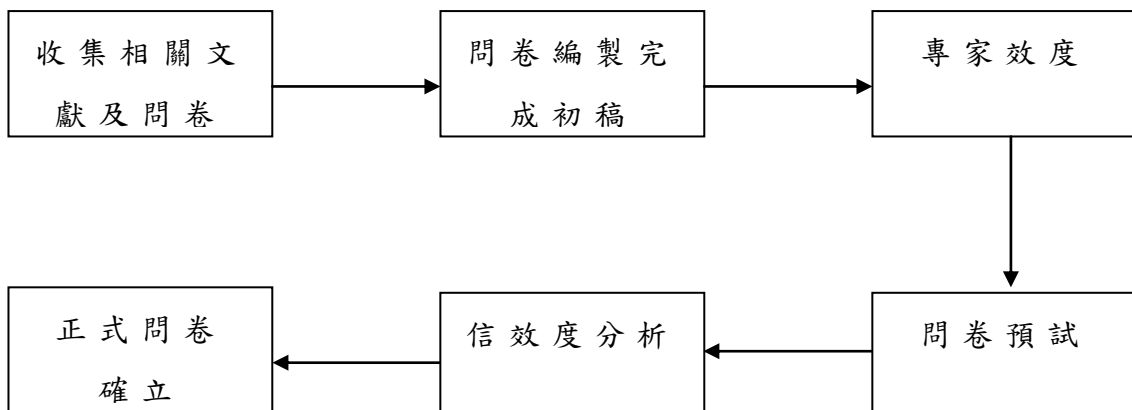 收集相關文
獻及問卷
問卷編製完
成初稿
專家效度
問卷預試
信效度分析
正式問卷
確立